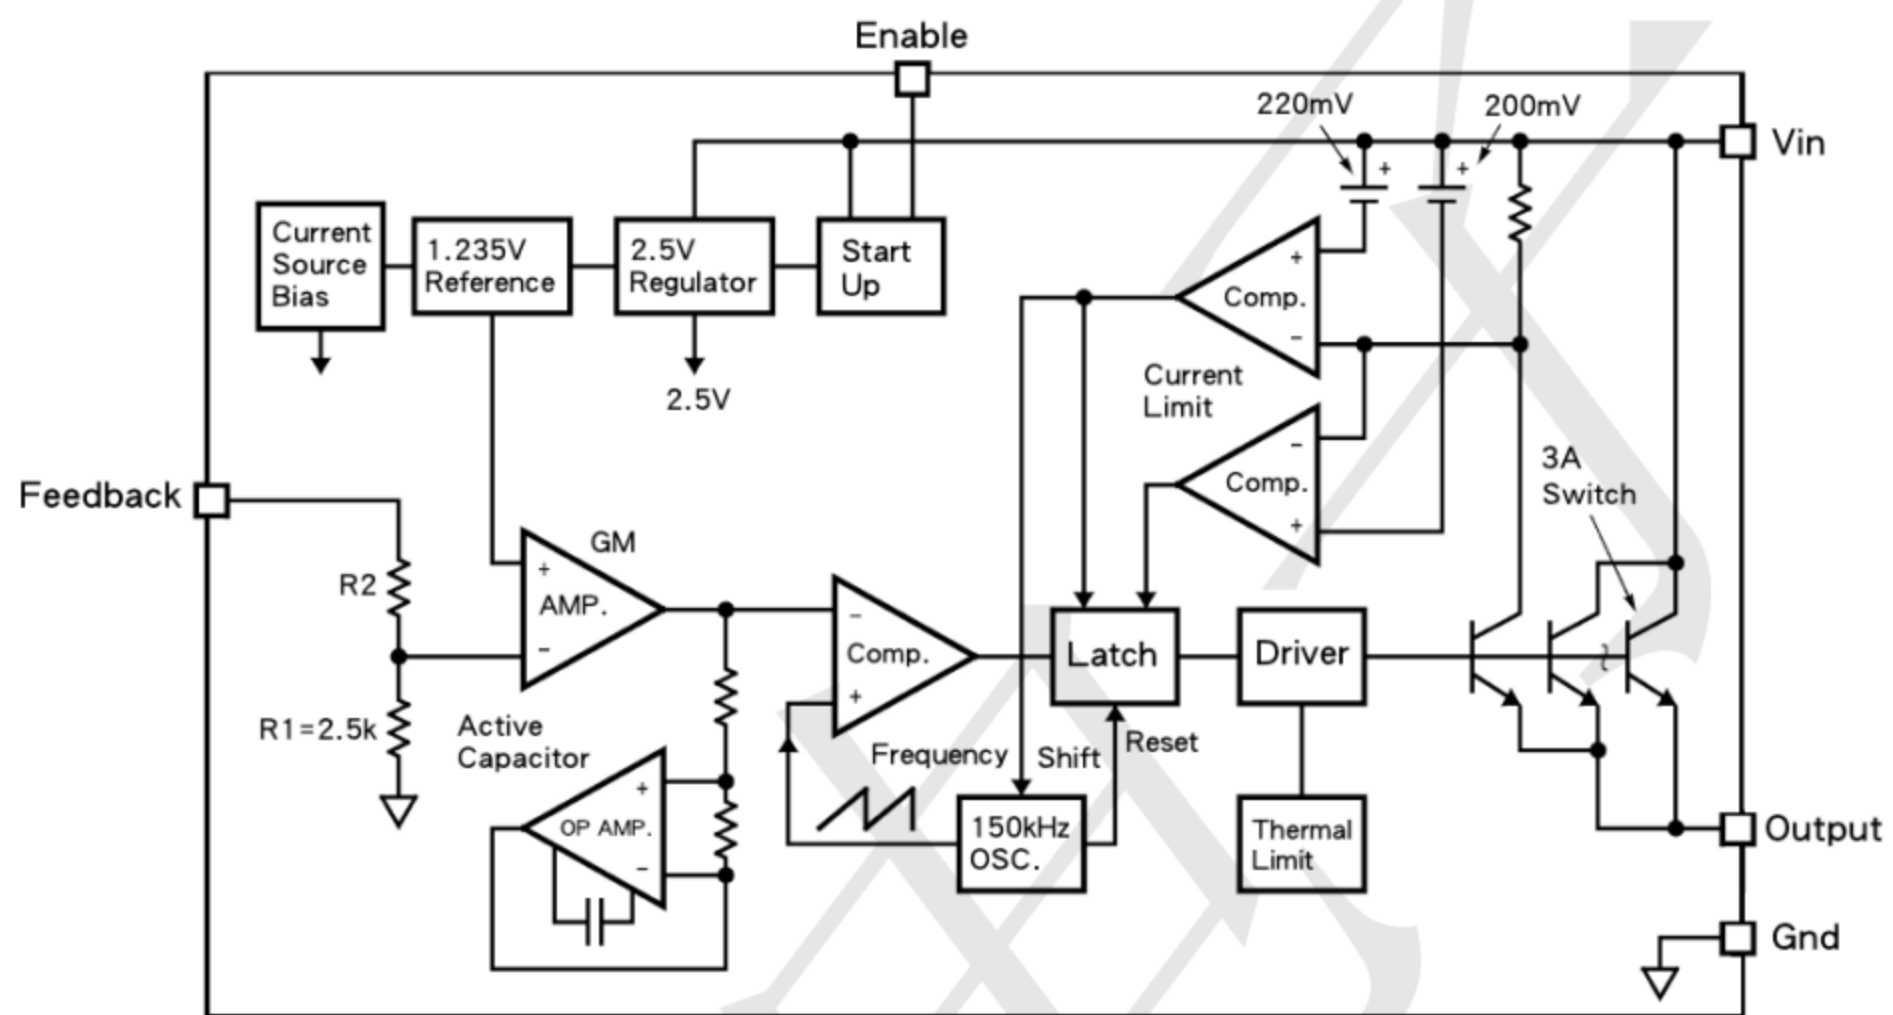 Enable
220mV
200mV
Vin
Current
Source
Bias
1.235V
Reference
2.5V
Regulator
Start
Up
+
+
+
Comp.
−
2.5V
Current
Limit
−
Comp.
+
3A
Switch
Feedback
R2
GM
+
AMP.
−
−
Comp.
+
Latch
Driver
R1=2.5k
Active
Capacitor
Frequency Shift
Reset
+
OP AMP.
−
150kHz
OSC.
Thermal
Limit
Output
Gnd